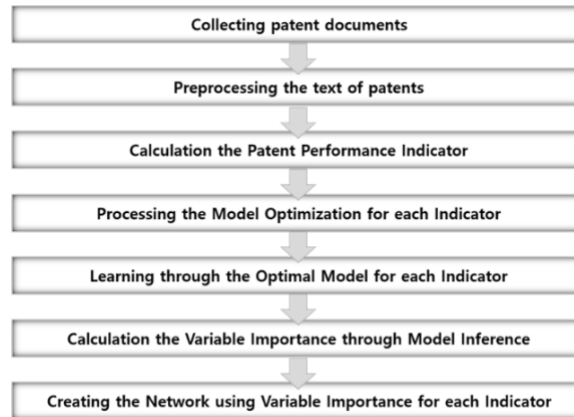 Collecting patent documents
Preprocessing the text of patents
Calculation the Patent Performance Indicator
Processing the Model Optimization for each Indicator
Learning through the Optimal Model for each Indicator
Calculation the Variable Importance through Model Inference
Creating the Network using Variable Importance for each Indicator